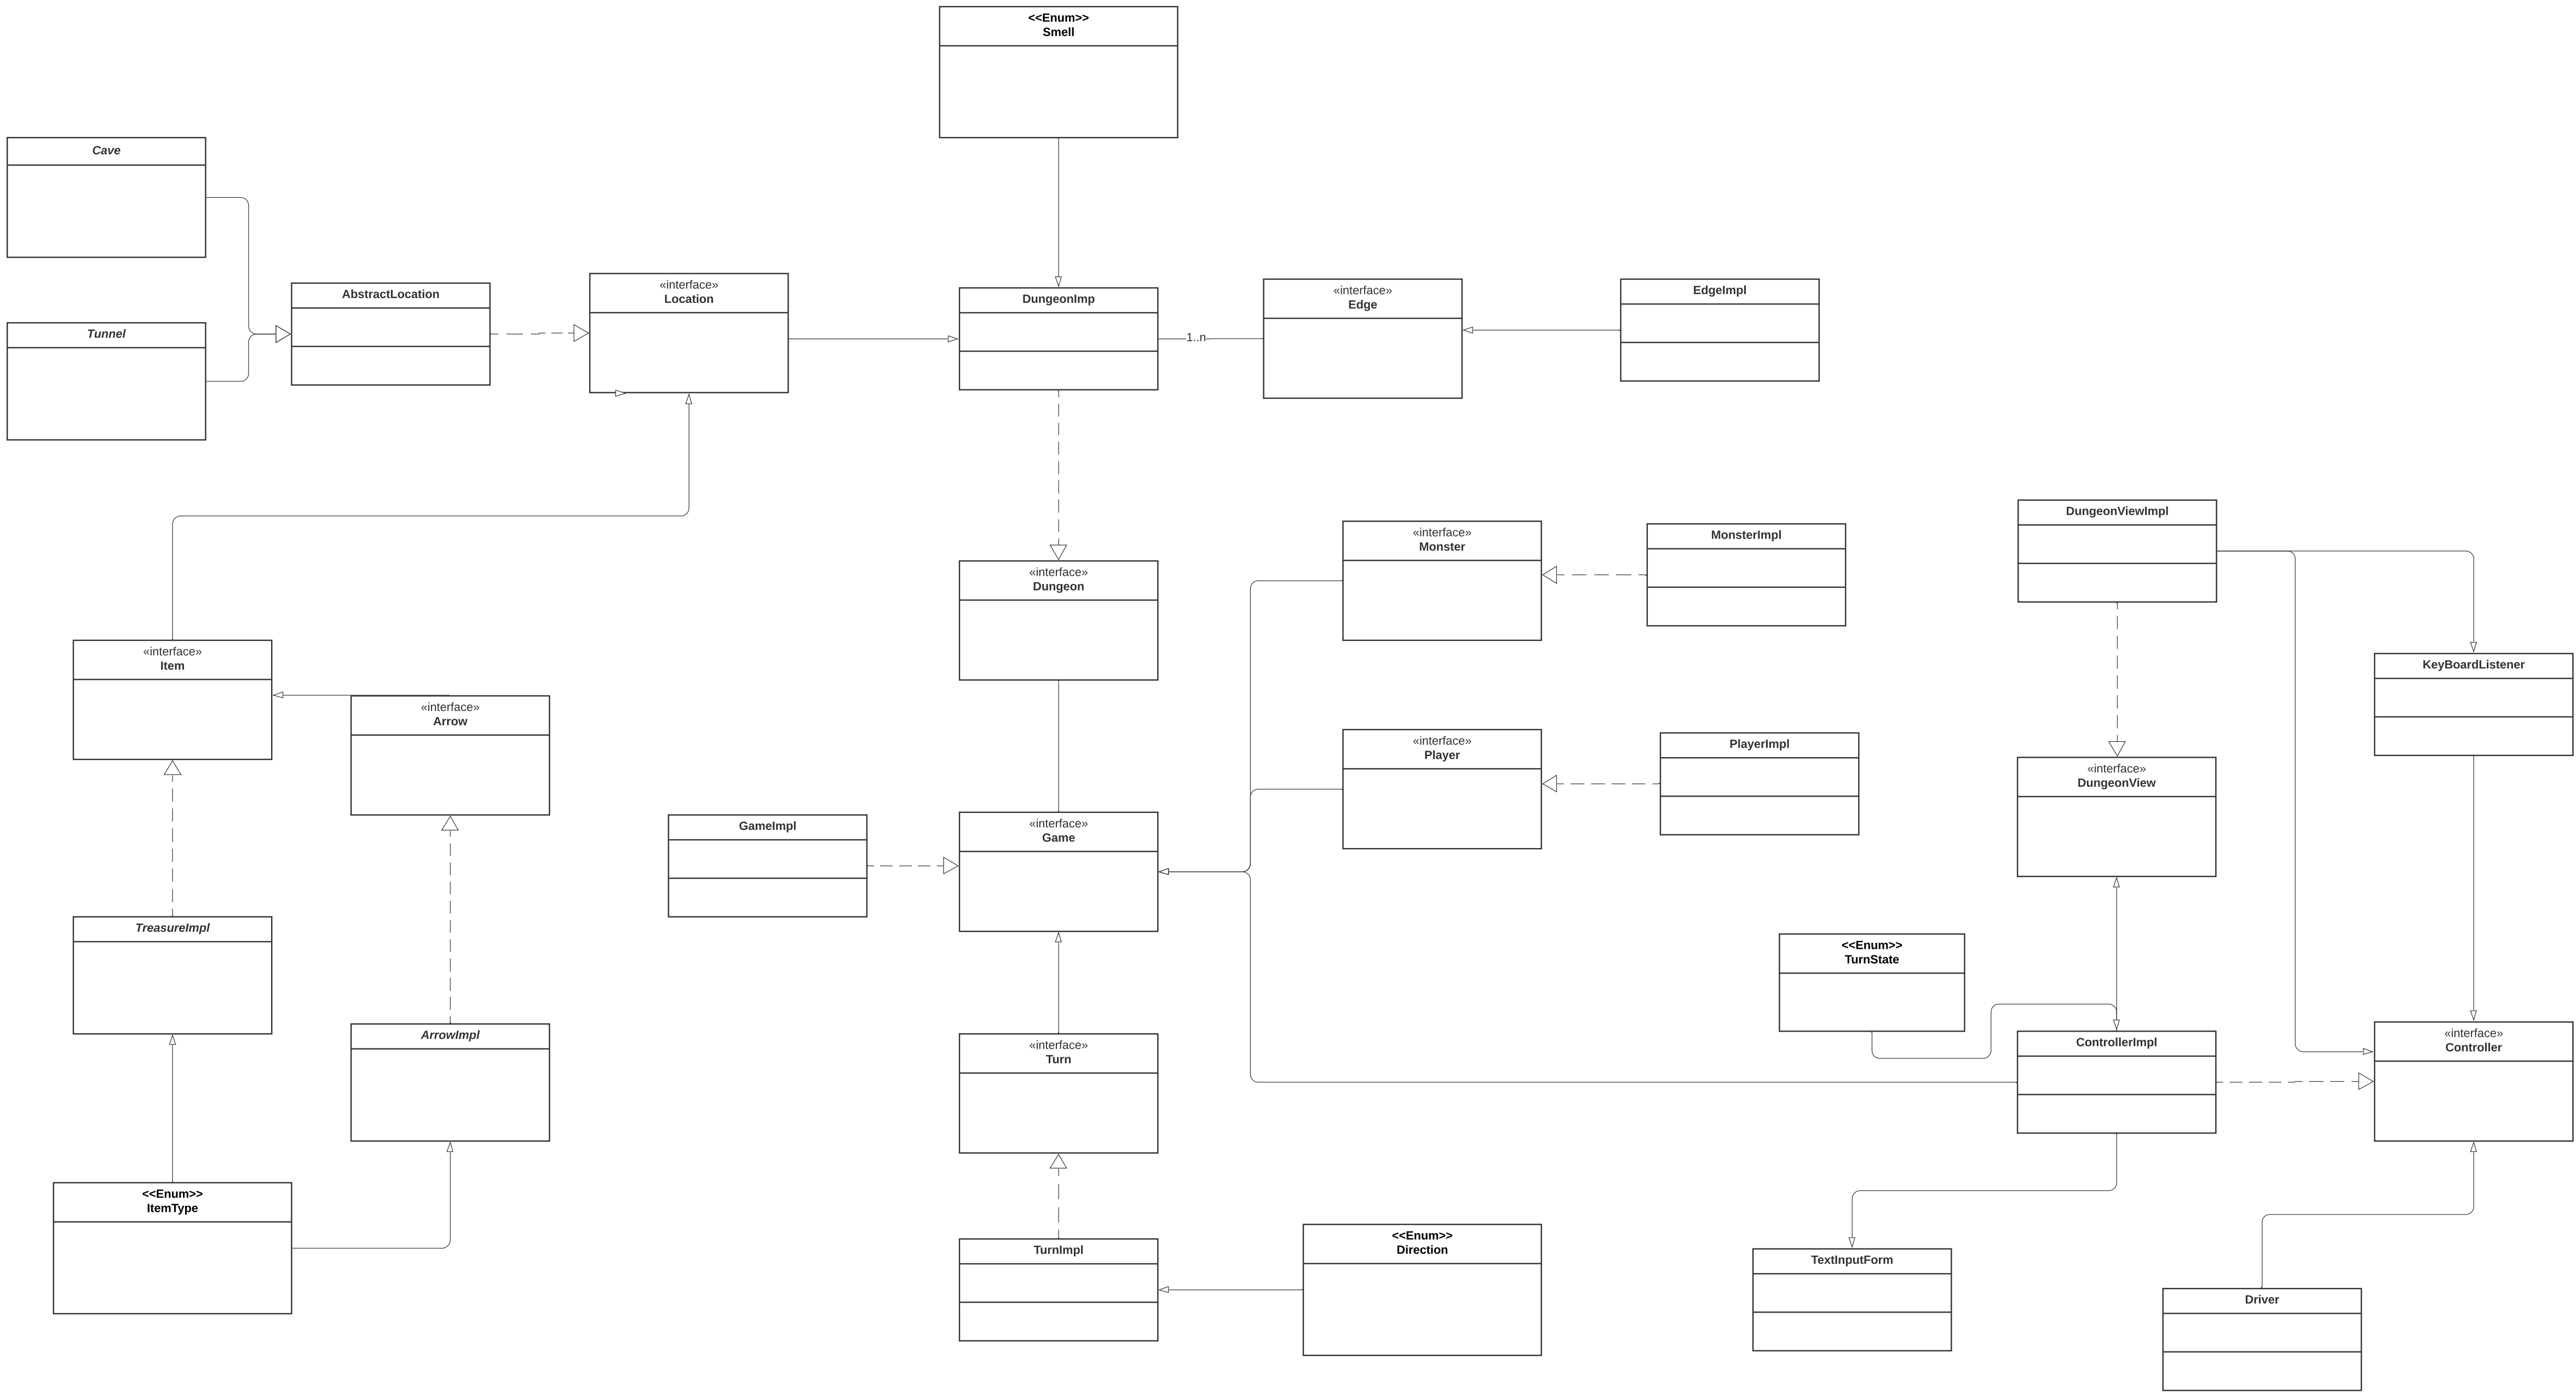 <<Enum>>
Smell
Cave
Tunnel
AbstractLocation
«interface»
Location
DungeonImp
1..n
«interface»
Edge
EdgeImpl
«interface»
Monster
MonsterImpl
DungeonViewImpl
«interface»
Dungeon
«interface»
Item
KeyBoardListener
«interface»
Arrow
«interface»
Player
PlayerImpl
«interface»
DungeonView
GameImpl
«interface»
Game
TreasureImpl
<<Enum>>
TurnState
ArrowImpl
«interface»
Turn
ControllerImpl
«interface»
Controller
<<Enum>>
ItemType
TurnImpl
<<Enum>>
Direction
TextInputForm
Driver